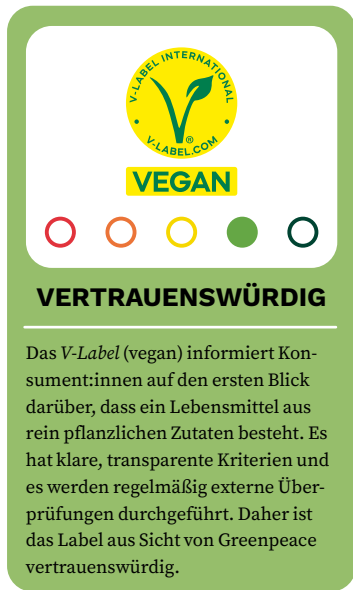 V-LABEL INTERNATIONAL
V-LABEL.COM
®
VEGAN
VERTRAUENSWÜRDIG
Das V-Label (vegan) informiert Kon-
sument:innen auf den ersten Blick
darüber, dass ein Lebensmittel aus
rein pflanzlichen Zutaten besteht. Es
hat klare, transparente Kriterien und
es werden regelmäßig externe Über-
prüfungen durchgeführt. Daher ist
das Label aus Sicht von Greenpeace
vertrauenswürdig.